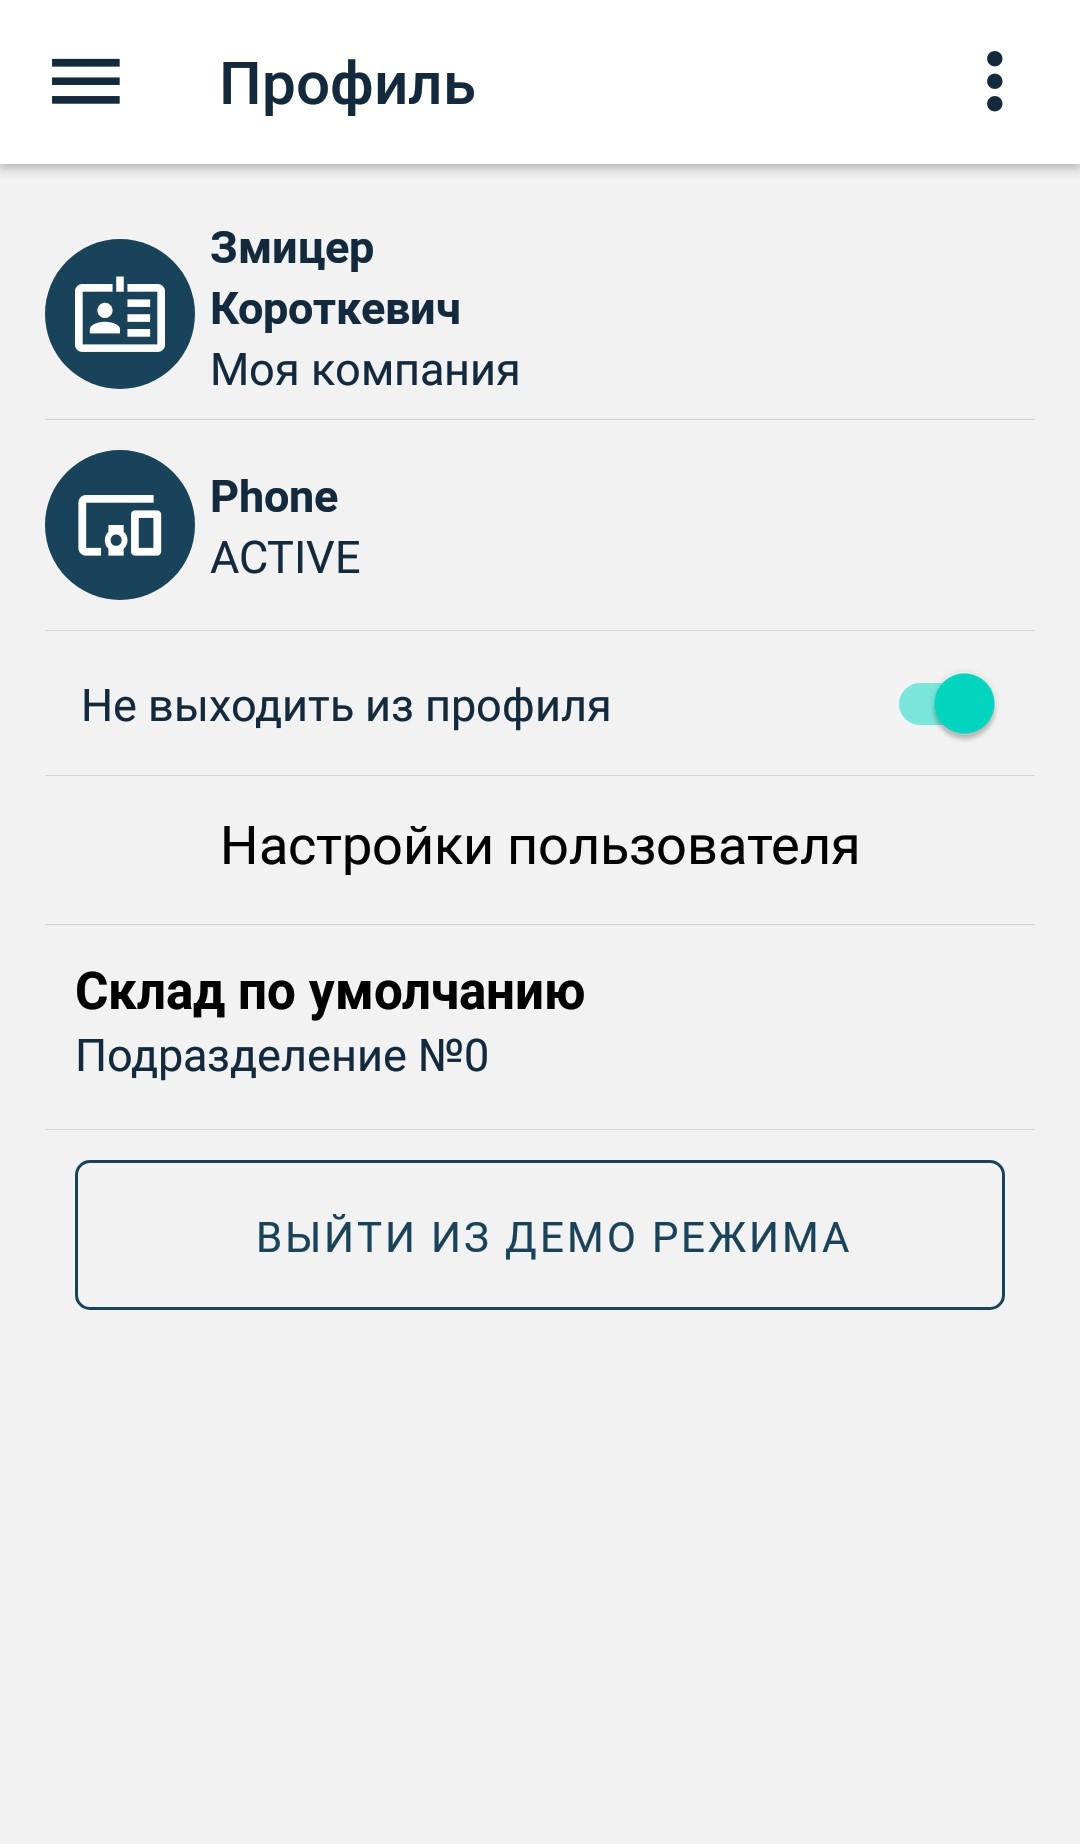 Профиль
Змицер
Короткевич
Моя компания
Phone
ACTIVE
Не выходить из профиля
Настройки пользователя
Склад по умолчанию
Подразделение №0
ВЫЙТИ ИЗ ДЕМО РЕЖИМА